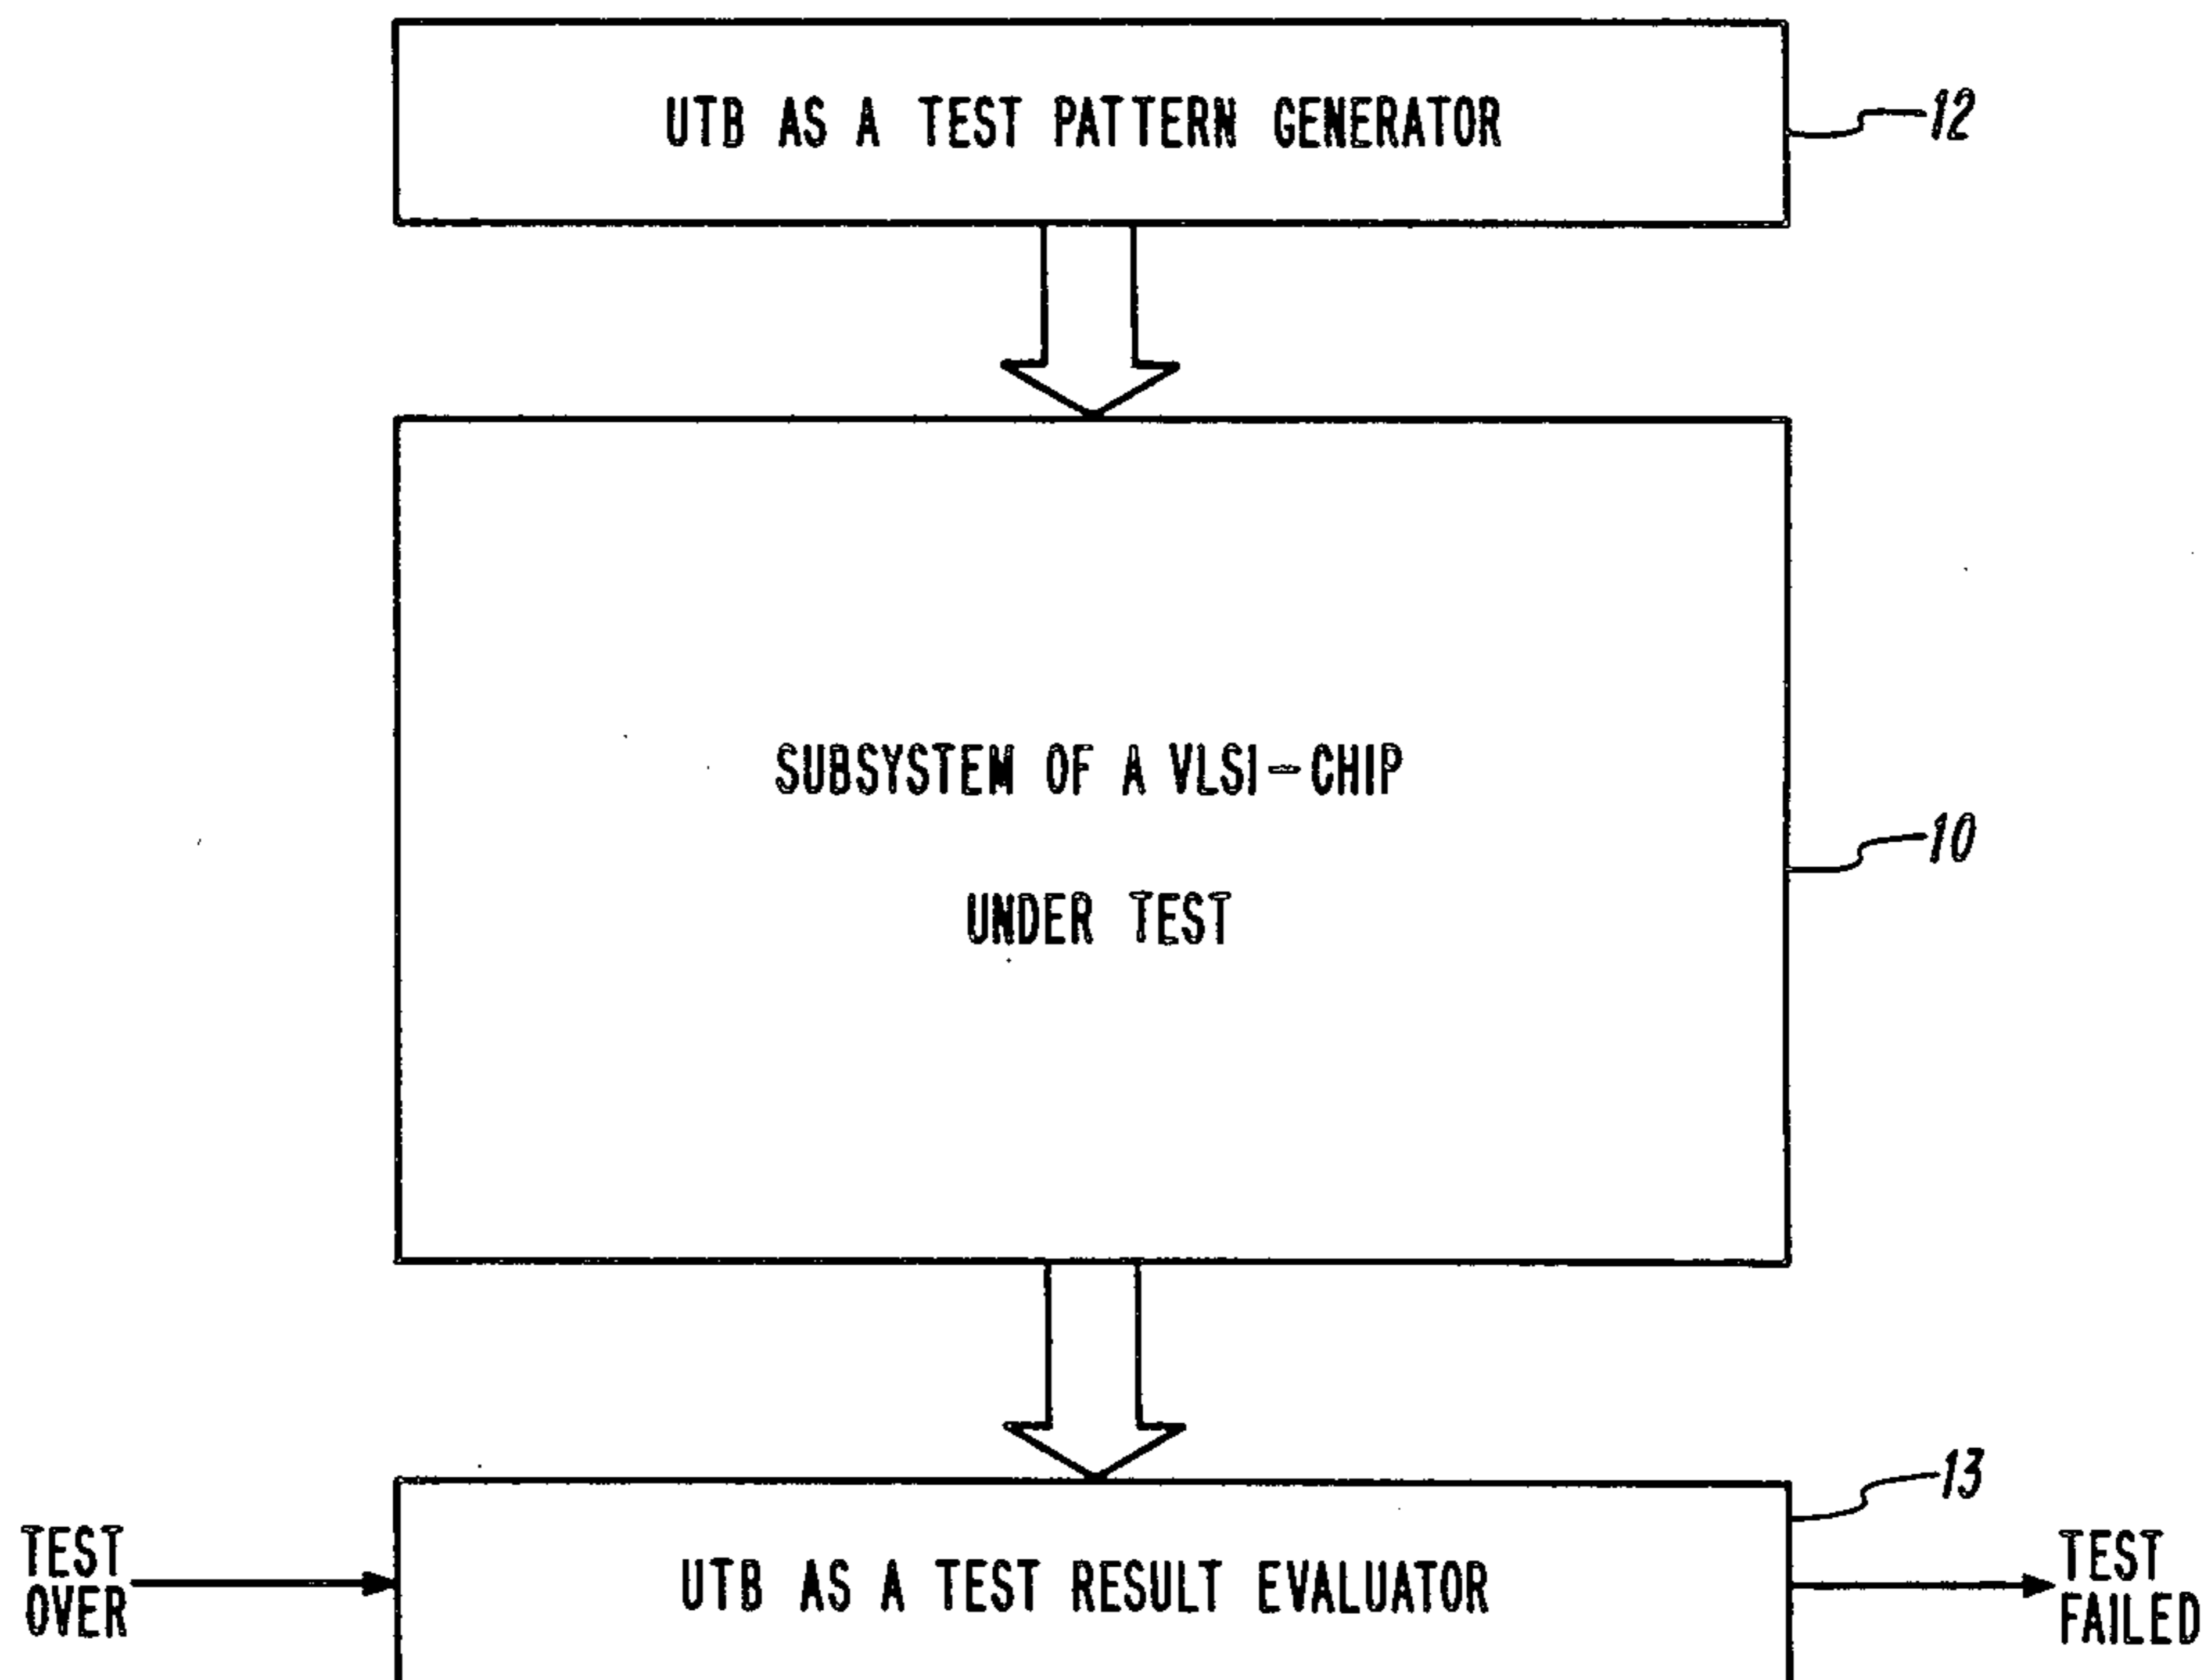 UTB AS A TEST PATTERN GENERATOR
12
SUBSYSTEM OF A VLSI-CHIP
UNDER TEST
10
13
TEST
OVER
UTB AS A TEST RESULT EVALUATOR
TEST
FAILED